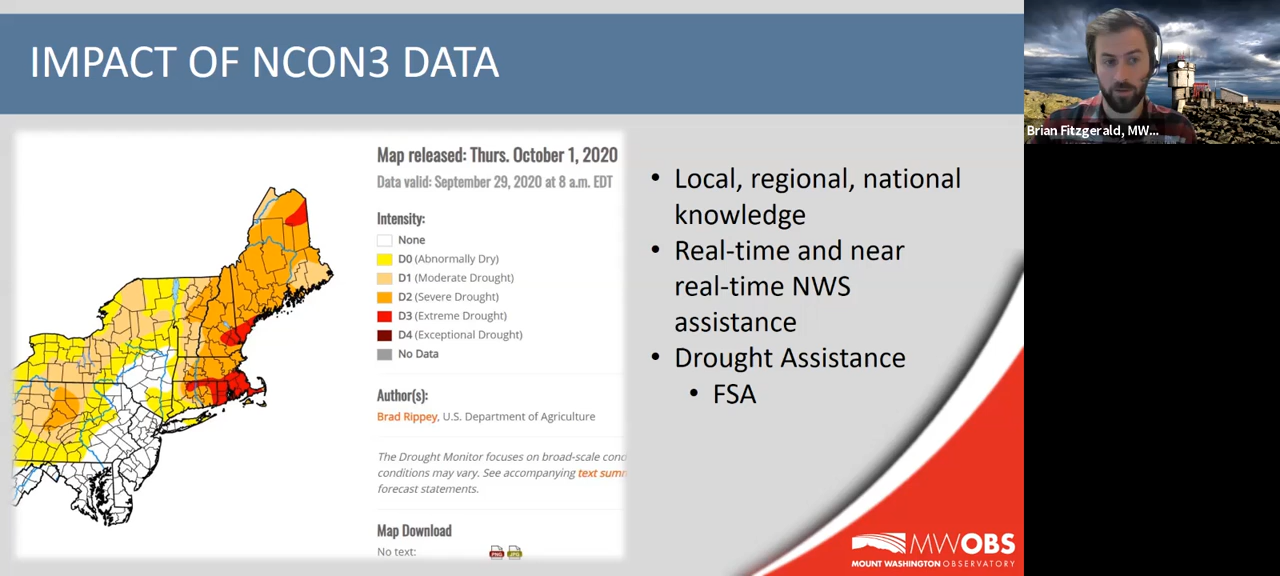 IMPACT OF NCON3 DATA
Brian Fitzgerald, MW...
Map released: Thurs. October 1, 2020
Data valid: September 29, 2020 at 8 a.m. EDT
Intensity:
None
D0 (Abnormally Dry)
D1 (Moderate Drought)
D2 (Severe Drought)
D3 (Extreme Drought)
D4 (Exceptional Drought)
No Data
Author(s):
Brad Rippey, U.S. Department of Agriculture
The Drought Monitor focuses on broad-scale cond
conditions may vary. See accompanying text sum
forecast statements.
Map Download
No text:
PNG JPG
• Local, regional, national
knowledge
• Real-time and near
real-time NWS
assistance
• Drought Assistance
• FSA
MWOBS
MOUNT WASHINGTON OBSERVATORY